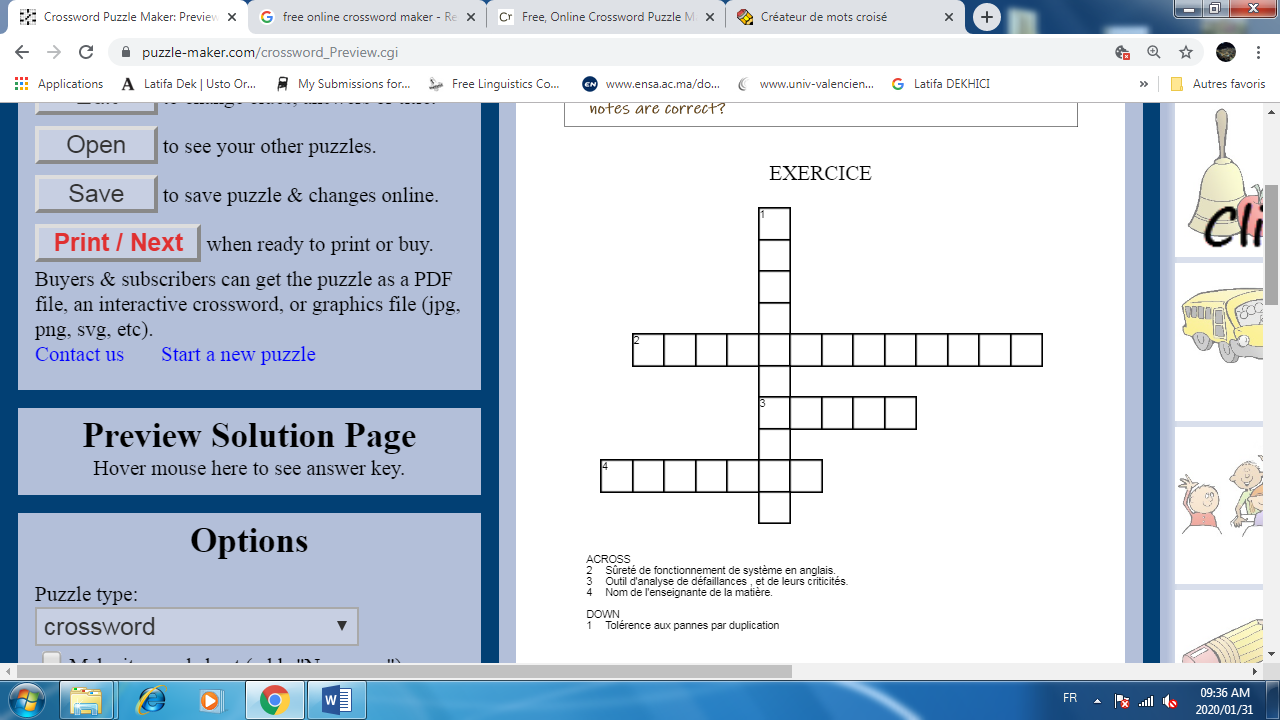 Crossword Puzzle Maker: Preview
free online crossword maker - Re
Free, Online Crossword Puzzle M
Créateur de mots croisé
puzzle-maker.com/crossword_Preview.cgi
Applications
Latifa Dek | Usto Or...
My Submissions for...
Free Linguistics Co...
www.ensa.ac.ma/do...
www.univ-valencien...
Latifa DEKHICI
»
Autres favoris
Open to see your other puzzles.
Save to save puzzle & changes online.
Print / Next when ready to print or buy.
Buyers & subscribers can get the puzzle as a PDF
file, an interactive crossword, or graphics file (jpg,
png, svg, etc).
Contact us Start a new puzzle
Preview Solution Page
Hover mouse here to see answer key.
Options
Puzzle type:
crossword
notes are correct?
EXERCICE
1
2
3
4
ACROSS
2 Sûreté de fonctionnement de système en anglais.
3 Outil d'analyse de défaillances , et de leurs criticités.
4 Nom de l'enseignante de la matière.
DOWN
1 Tolérence aux pannes par duplication
Cli
FR
09:36 AM
2020/01/31